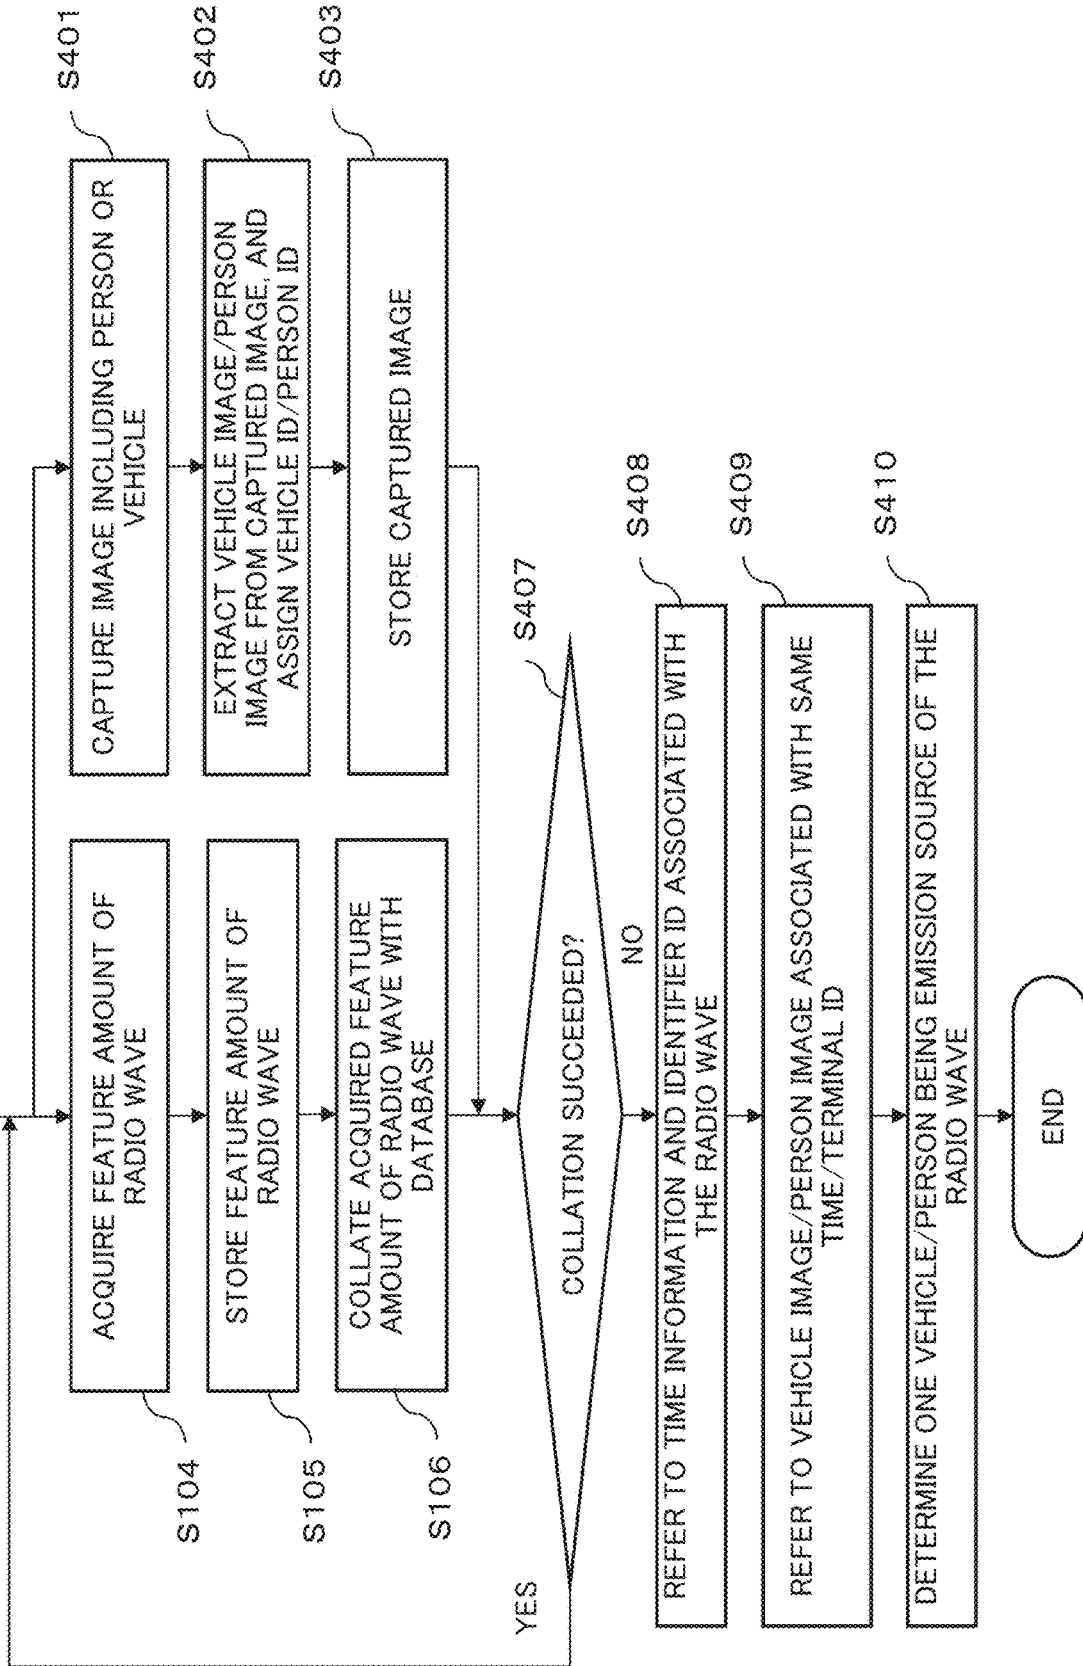 ACQUIRE FEATURE AMOUNT OF
RADIO WAVE
S104
STORE FEATURE AMOUNT OF
RADIO WAVE
S105
COLLATE ACQUIRED FEATURE
AMOUNT OF RADIO WAVE WITH
DATABASE
S106
CAPTURE IMAGE INCLUDING PERSON OR
VEHICLE
S401
EXTRACT VEHICLE IMAGE/PERSON
IMAGE FROM CAPTURED IMAGE, AND
ASSIGN VEHICLE ID/PERSON ID
S402
STORE CAPTURED IMAGE
S403
COLLATION SUCCEEDED?
S407
YES
NO
REFER TO TIME INFORMATION AND IDENTIFIER ID ASSOCIATED WITH
THE RADIO WAVE
S408
REFER TO VEHICLE IMAGE/PERSON IMAGE ASSOCIATED WITH SAME
TIME/TERMINAL ID
S409
DETERMINE ONE VEHICLE/PERSON BEING EMISSION SOURCE OF THE
RADIO WAVE
S410
END